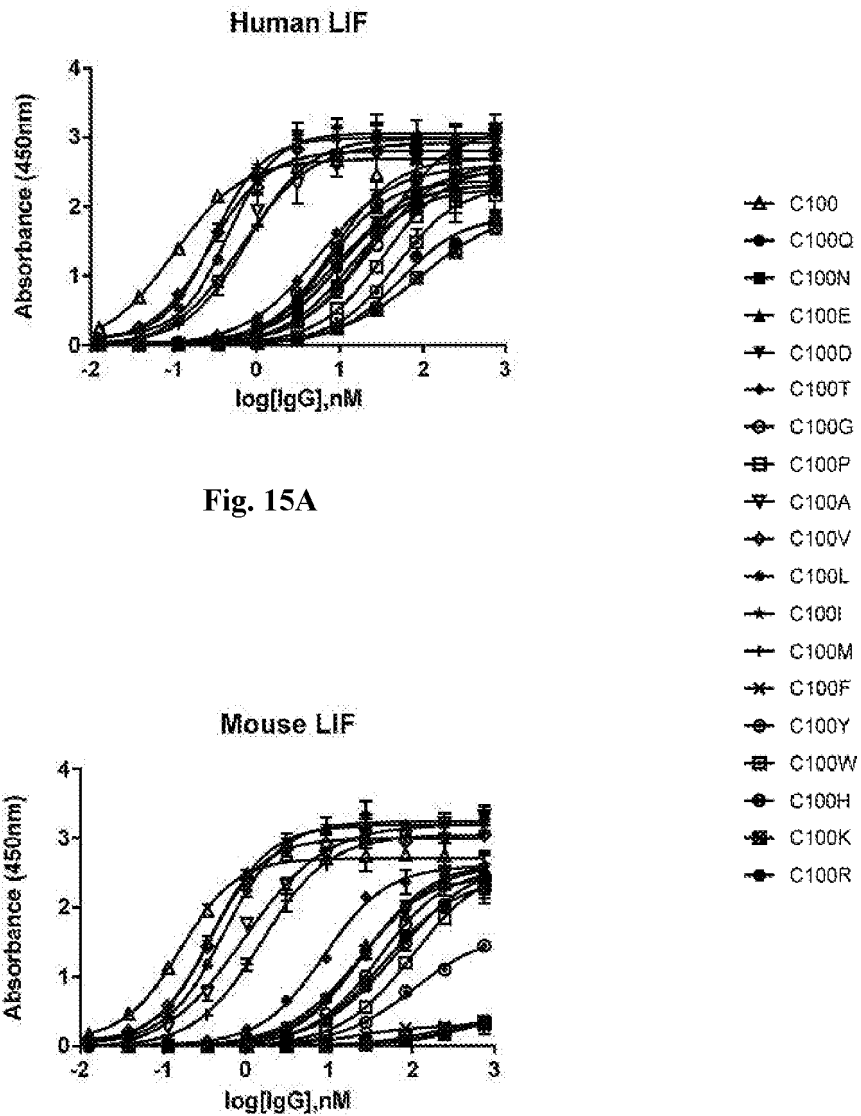 Human LIF
Absorbance (450nm)
4
3
2
1
0
-2 -1 0 1 2 3
log[IgG],nM
Fig. 15A
C100
C100Q
C100N
C100E
C100D
C100T
C100G
C100P
C100A
C100V
C100L
C100I
C100M
C100F
C100Y
C100W
C100H
C100K
C100R
Mouse LIF
Absorbance (450nm)
4
3
2
1
0
-2 -1 0 1 2 3
log[IgG],nM